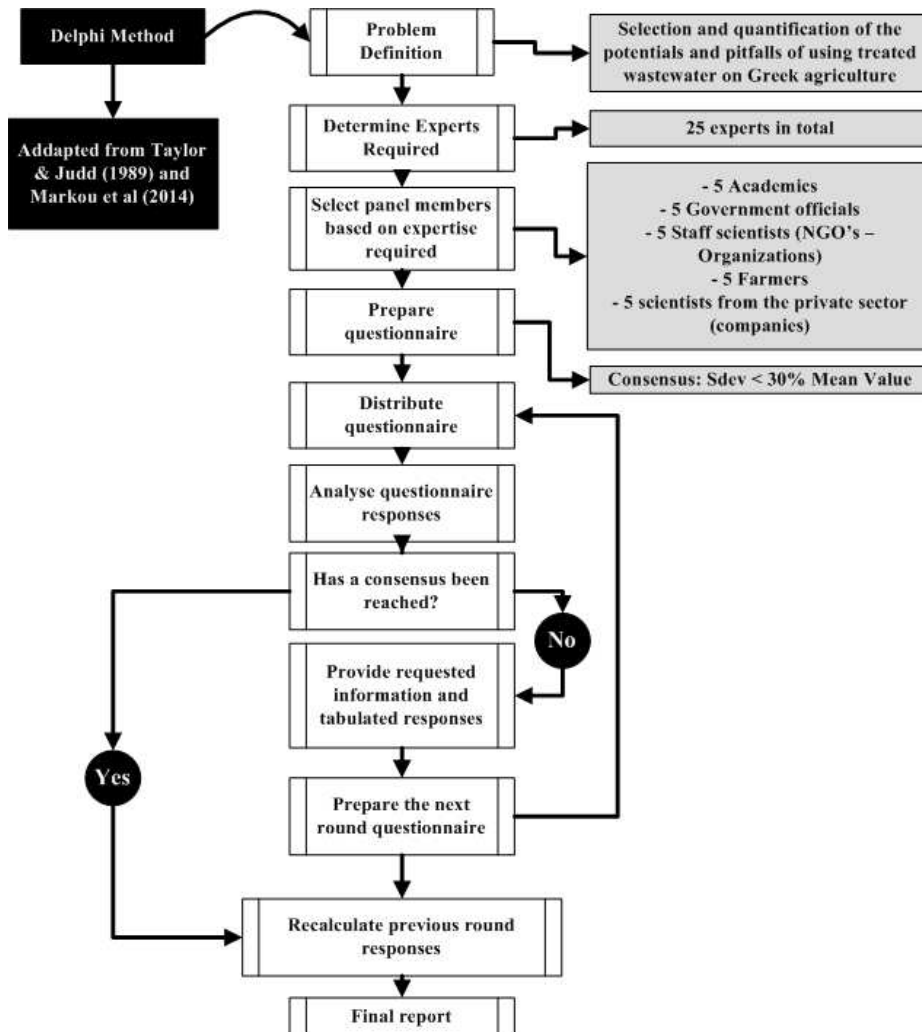 Delphi Method
Problem
Definition
Selection and quantification of the
potentials and pitfalls of using treated
wastewater on Greek agriculture
Addapted from Taylor
& Judd (1989) and
Markou et al (2014)
Determine Experts
Required
25 experts in total
Select panel members
based on expertise
required
- 5 Academics
- 5 Government officials
- 5 Staff scientists (NGO's –
Organizations)
- 5 Farmers
- 5 scientists from the private sector
(companies)
Prepare
questionnaire
Consensus: Sdev < 30% Mean Value
Distribute
questionnaire
Analyse questionnaire
responses
Has a consensus been
reached?
No
Provide requested
information and
tabulated responses
Yes
Prepare the next
round questionnaire
Recalculate previous round
responses
Final report